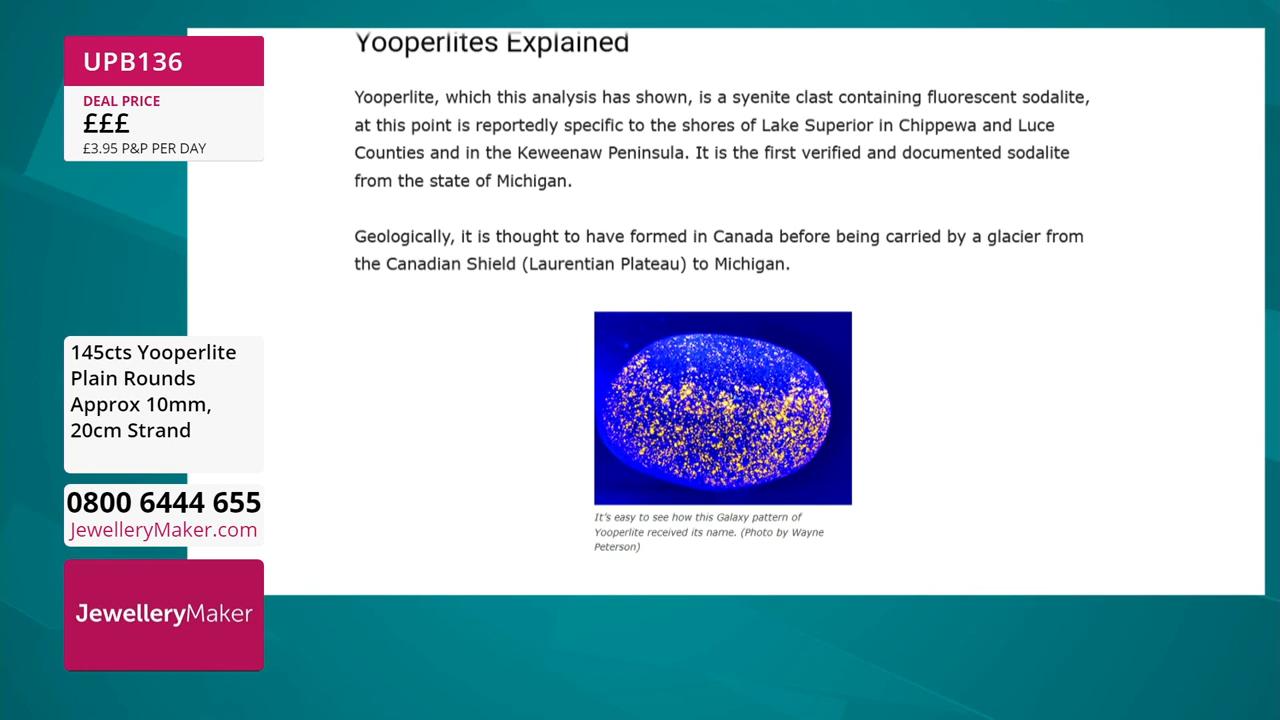 UPB136
DEAL PRICE
£££
£3.95 P&P PER DAY
145cts Yooperlite
Plain Rounds
Approx 10mm,
20cm Strand
0800 6444 655
JewelleryMaker.com
JewelleryMaker
Yooperlites Explained
Yooperlite, which this analysis has shown, is a syenite clast containing fluorescent sodalite,
at this point is reportedly specific to the shores of Lake Superior in Chippewa and Luce
Counties and in the Keweenaw Peninsula. It is the first verified and documented sodalite
from the state of Michigan.
Geologically, it is thought to have formed in Canada before being carried by a glacier from
the Canadian Shield (Laurentian Plateau) to Michigan.
It's easy to see how this Galaxy pattern of
Yooperlite received its name. (Photo by Wayne
Peterson)